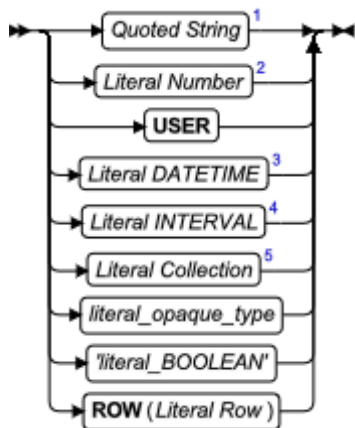 Quoted String 1
Literal Number 2
USER
Literal DATETIME 3
Literal INTERVAL 4
Literal Collection 5
literal_opaque_type
'literal_BOOLEAN'
ROW (Literal Row)